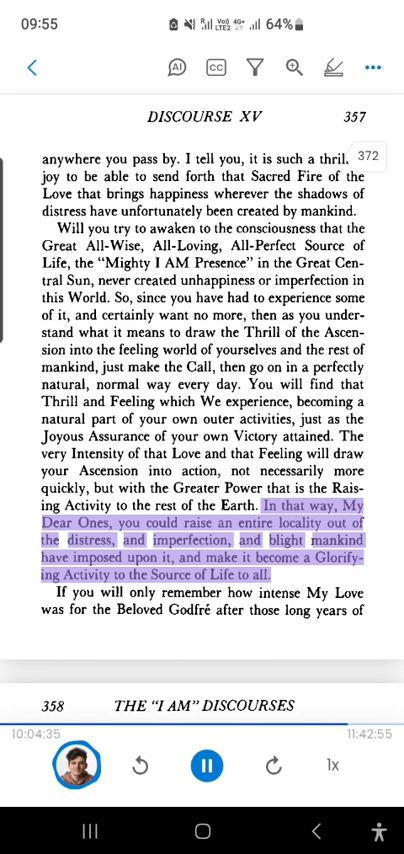 09:55
VoI)
LTE2
4G+
64%
AI
CC
DISCOURSE XV 357
372
anywhere you pass by. I tell you, it is such a thril
joy to be able to send forth that Sacred Fire of the
Love that brings happiness wherever the shadows of
distress have unfortunately been created by mankind.
Will you try to awaken to the consciousness that the
Great All-Wise, All-Loving, All-Perfect Source of
Life, the “Mighty I AM Presence” in the Great Cen-
tral Sun, never created unhappiness or imperfection in
this World. So, since you have had to experience some
of it, and certainly want no more, then as you under-
stand what it means to draw the Thrill of the Ascen-
sion into the feeling world of yourselves and the rest of
mankind, just make the Call, then go on in a perfectly
natural, normal way every day. You will find that
Thrill and Feeling which We experience, becoming a
natural part of your own outer activities, just as the
Joyous Assurance of your own Victory attained. The
very Intensity of that Love and that Feeling will draw
your Ascension into action, not necessarily more
quickly, but with the Greater Power that is the Rais-
ing Activity to the rest of the Earth. In that way, My
Dear Ones, you could raise an entire locality out of
the distress, and imperfection, and blight mankind
have imposed upon it, and make it become a Glorify-
ing Activity to the Source of Life to all.
If you will only remember how intense My Love
was for the Beloved Godfré after those long years of
358 THE “I AM” DISCOURSES
10:04:35 11:42:55
1x